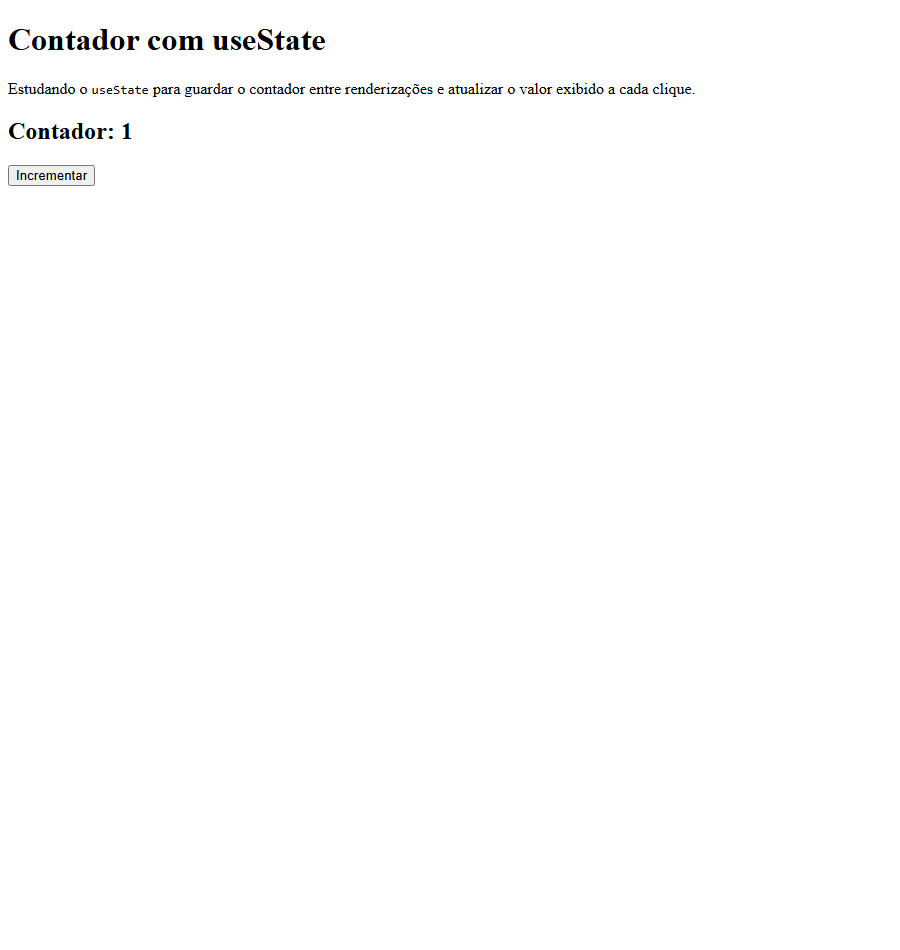 Contador com useState
Estudando o useState para guardar o contador entre renderizações e atualizar o valor exibido a cada clique.
Contador: 1
Incrementar